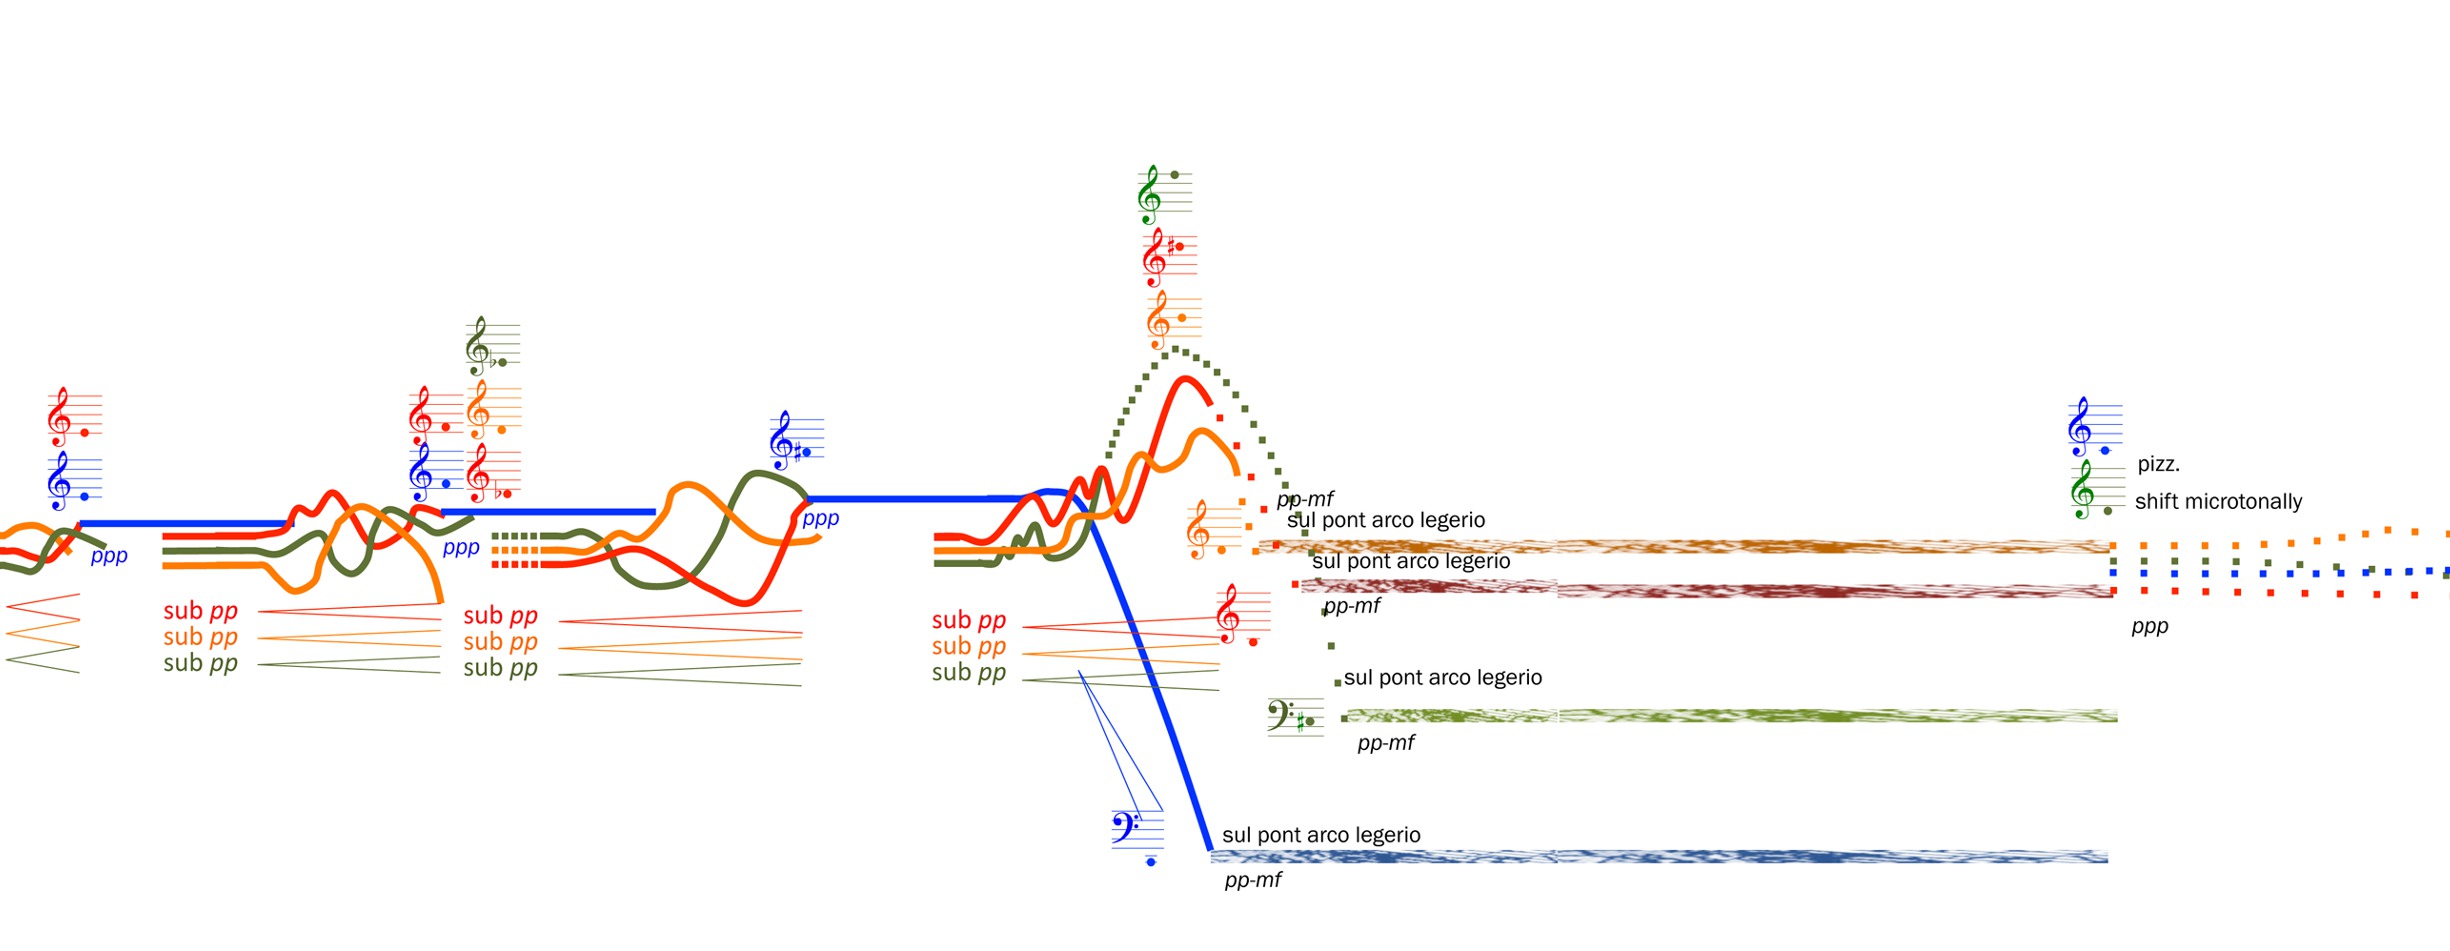 ppp
sub pp
sub pp
sub pp
ppp
sub pp
sub pp
sub pp
ppp
sub pp
sub pp
sub pp
pp-mf
sul pont arco legerio
sul pont arco legerio
pp-mf
sul pont arco legerio
pp-mf
sul pont arco legerio
pp-mf
pizz.
shift microtonally
ppp